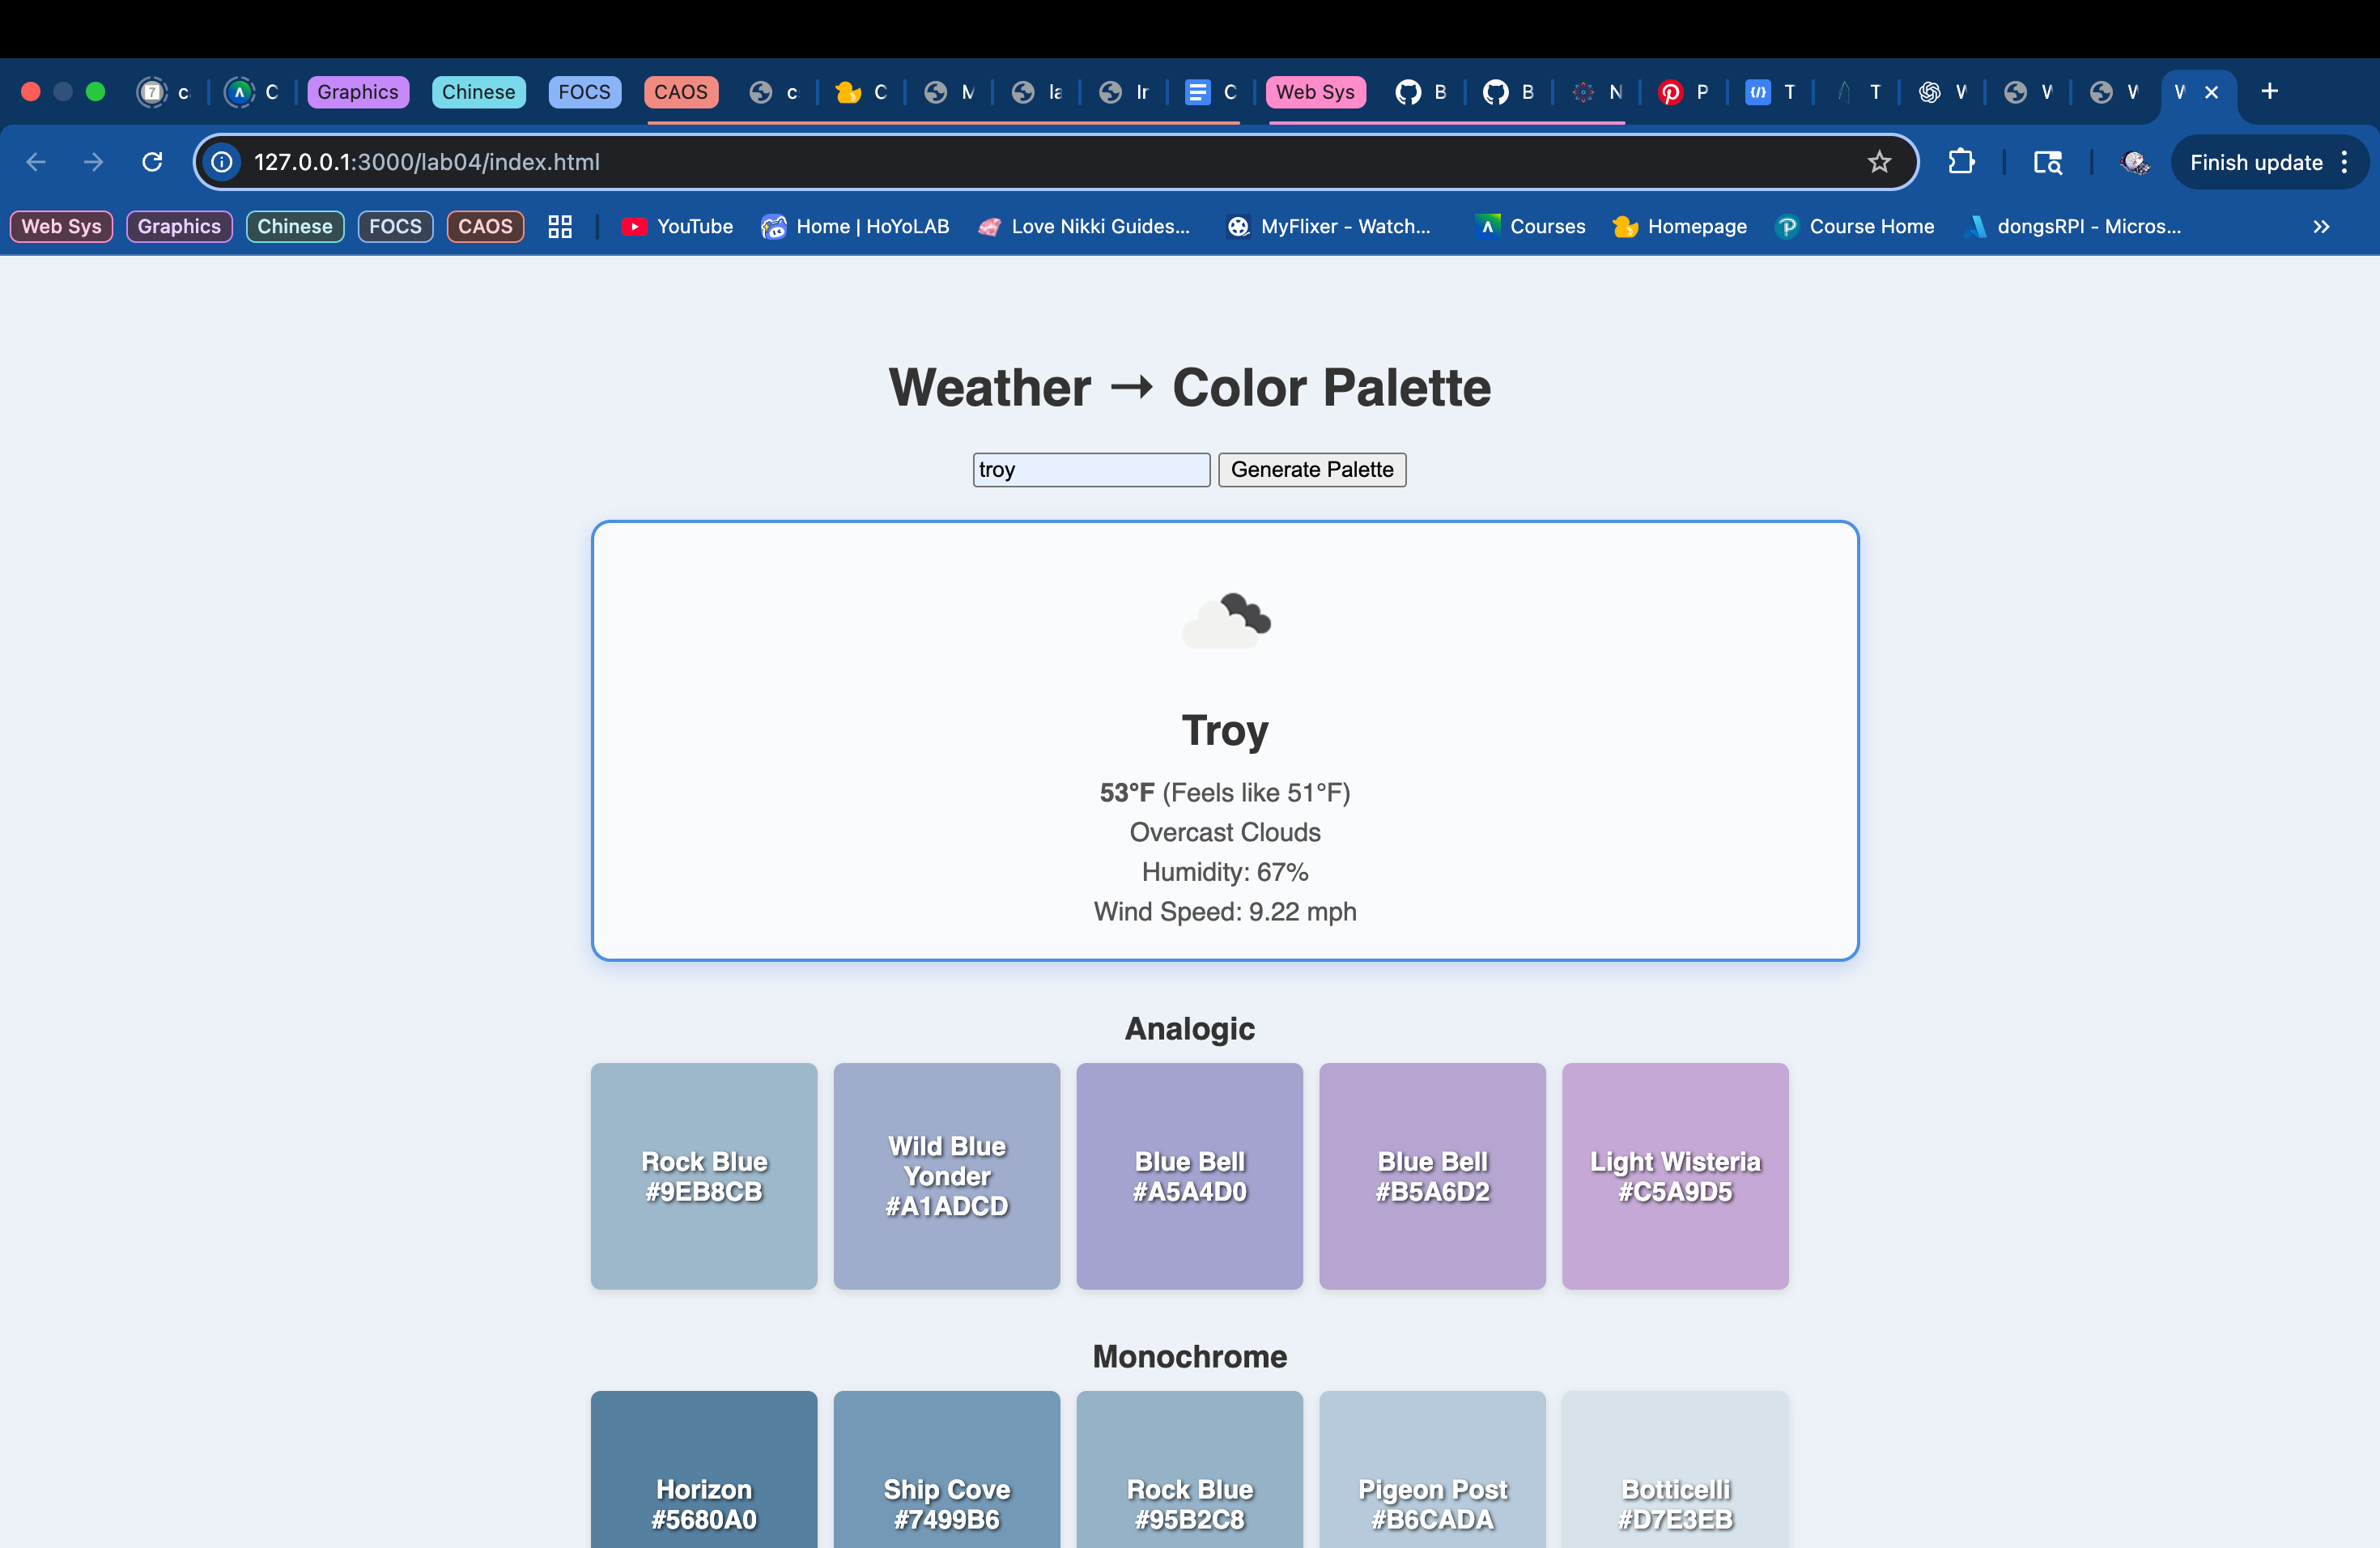 7
c
C
Graphics
Chinese
FOCS
CAOS
c
C
M
la
Ir
C
Web Sys
B
B
N
P
T
T
W
W
W
W
127.0.0.1:3000/lab04/index.html
Finish update
Web Sys
Graphics
Chinese
FOCS
CAOS
YouTube
Home | HoYoLAB
Love Nikki Guides...
MyFlixer - Watch...
Courses
Homepage
Course Home
dongsRPI - Micros...
Weather → Color Palette
troy
Generate Palette
Troy
53°F (Feels like 51°F)
Overcast Clouds
Humidity: 67%
Wind Speed: 9.22 mph
Analogic
Rock Blue
#9EB8CB
Wild Blue
Yonder
#A1ADCD
Blue Bell
#A5A4D0
Blue Bell
#B5A6D2
Light Wisteria
#C5A9D5
Monochrome
Horizon
#5680A0
Ship Cove
#7499B6
Rock Blue
#95B2C8
Pigeon Post
#B6CADA
Botticelli
#D7E3EB